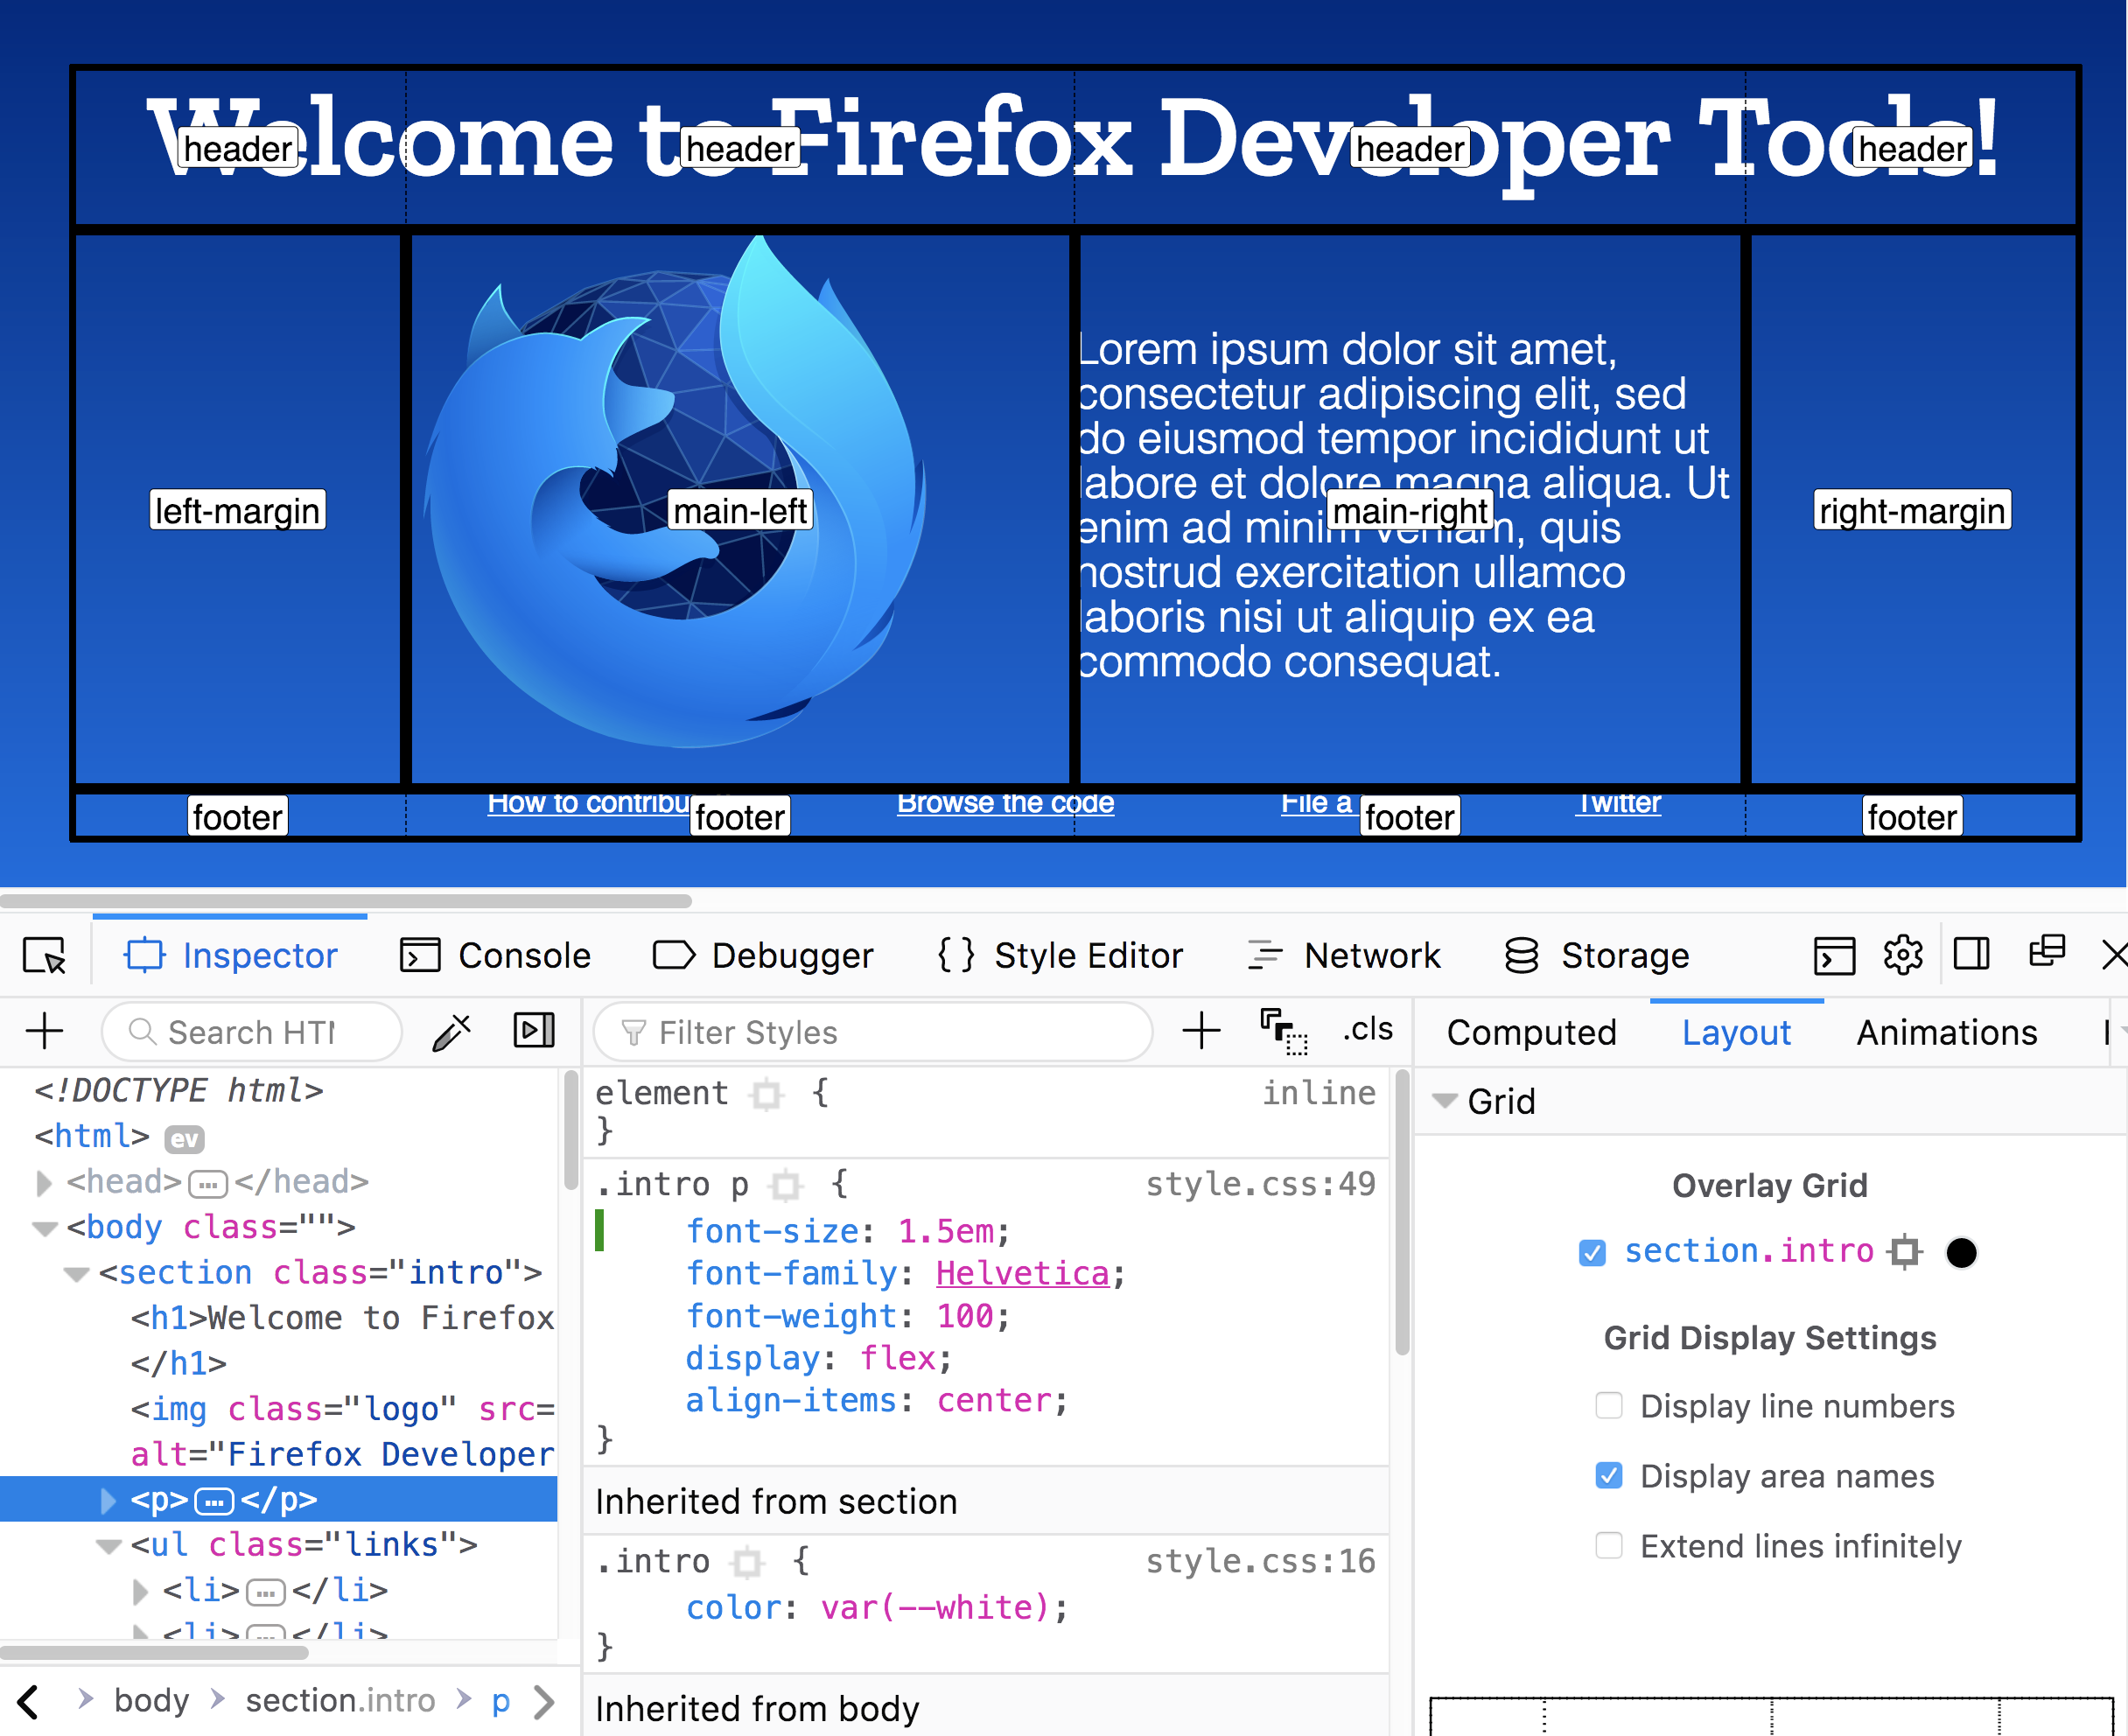 Welcome to Firefox Developer Tools!
header header header header
Lorem ipsum dolor sit amet,
consectetur adipiscing elit, sed
do eiusmod tempor incididunt ut
labore et dolore magna aliqua. Ut
enim ad minim veniam, quis
nostrud exercitation ullamco
laboris nisi ut aliquip ex ea
commodo consequat.
left-margin main-left main-right right-margin
How to contribu Browse the code File a Twitter
footer footer footer footer
Inspector Console Debugger { } Style Editor Network Storage
Search HT
Filter Styles
.cls
Computed Layout Animations
<!DOCTYPE html>
<html> ev
<head>…</head>
<body class="">
<section class="intro">
<h1>Welcome to Firefox
</h1>
<img class="logo" src=
alt="Firefox Developer
<p>…</p>
<ul class="links">
<li>…</li>
<li>…</li>
body section.intro p
element { inline
}
.intro p { style.css:49
font-size: 1.5em;
font-family: Helvetica;
font-weight: 100;
display: flex;
align-items: center;
}
Inherited from section
.intro { style.css:16
color: var(--white);
}
Inherited from body
Grid
Overlay Grid
section.intro
Grid Display Settings
Display line numbers
Display area names
Extend lines infinitely